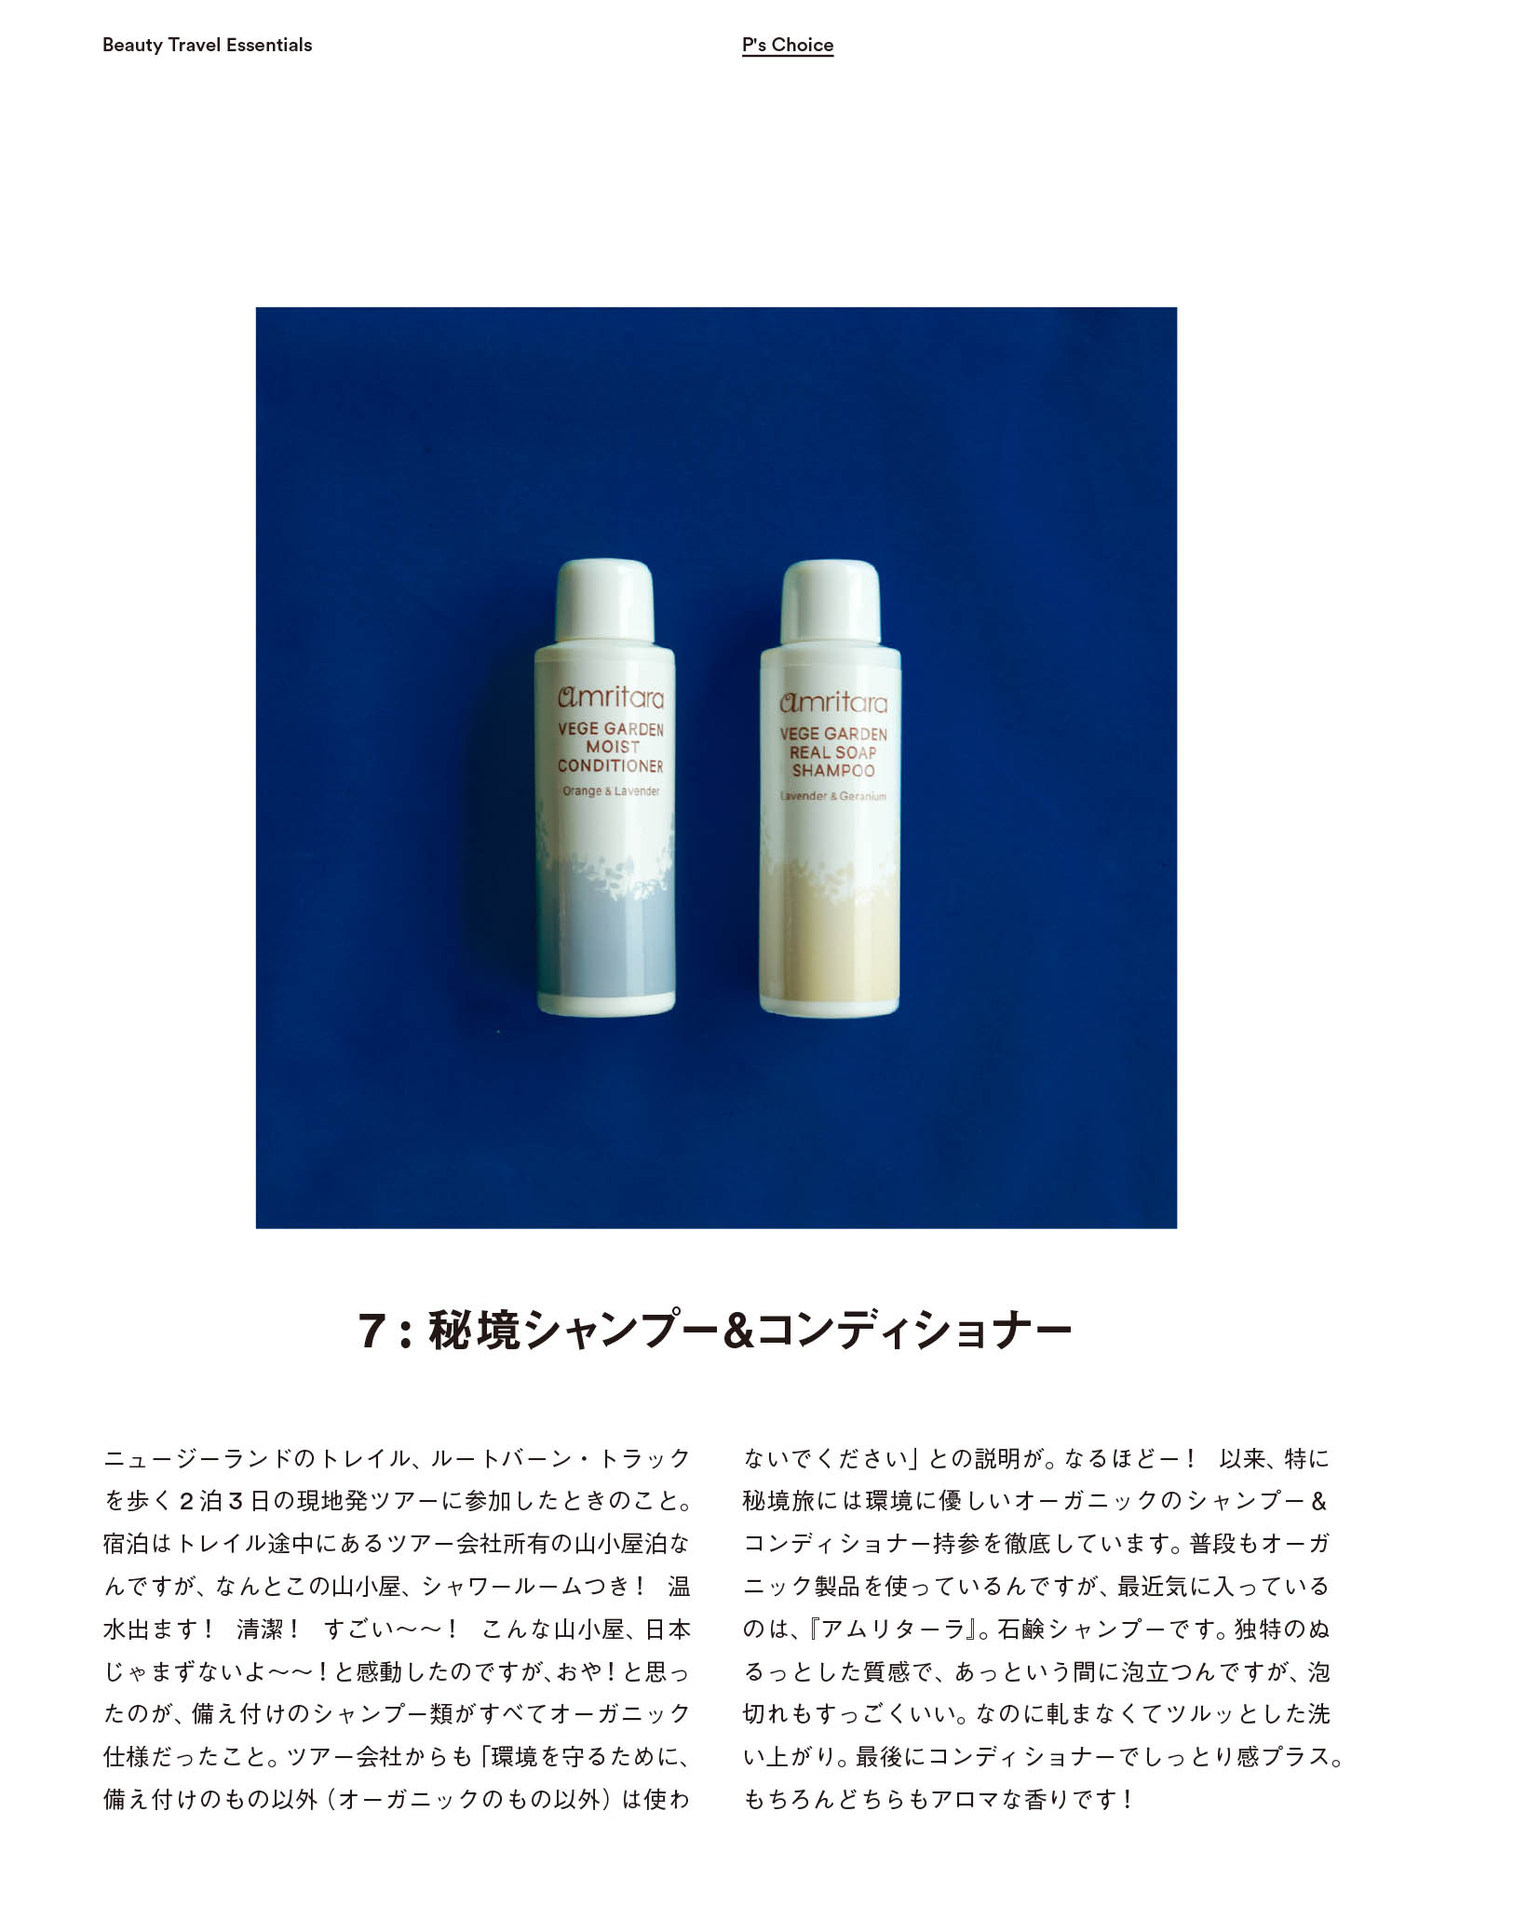 Beauty Travel Essentials
P's Choice
amritara
VEGE GARDEN
MOIST
CONDITIONER
Orange & Lavender
amritara
VEGE GARDEN
REAL SOAP
SHAMPOO
Lavender & Geranium
7 : 秘境シャンプー&コンディショナー
ニュージーランドのトレイル、ルートバーン・トラック
を歩く2泊3日の現地発ツアーに参加したときのこと。
宿泊はトレイル途中にあるツアー会社所有の山小屋泊な
んですが、なんとこの山小屋、シャワールームつき！　温
水出ます！　清潔！　すごい〜〜！　こんな山小屋、日本
じゃまずないよ〜〜！と感動したのですが、おや！と思っ
たのが、備え付けのシャンプー類がすべてオーガニック
仕様だったこと。ツアー会社からも「環境を守るために、
備え付けのもの以外（オーガニックのもの以外）は使わ
ないでください」との説明が。なるほどー！　以来、特に
秘境旅には環境に優しいオーガニックのシャンプー&
コンディショナー持参を徹底しています。普段もオーガ
ニック製品を使っているんですが、最近気に入っている
のは、『アムリターラ』。石鹸シャンプーです。独特のぬ
るっとした質感で、あっという間に泡立つんですが、泡
切れもすっごくいい。なのに軋まなくてツルッとした洗
い上がり。最後にコンディショナーでしっとり感プラス。
もちろんどちらもアロマな香りです！